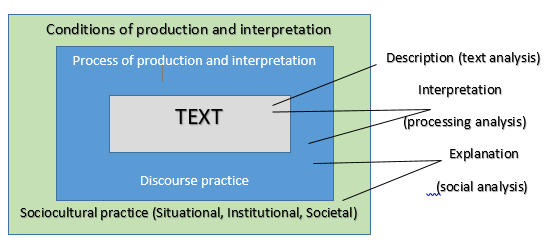 Conditions of production and interpretation
Process of production and interpretation
TEXT
Discourse practice
Sociocultural practice (Situational, Institutional, Societal)
Description (text analysis)
Interpretation
(processing analysis)
Explanation
(social analysis)